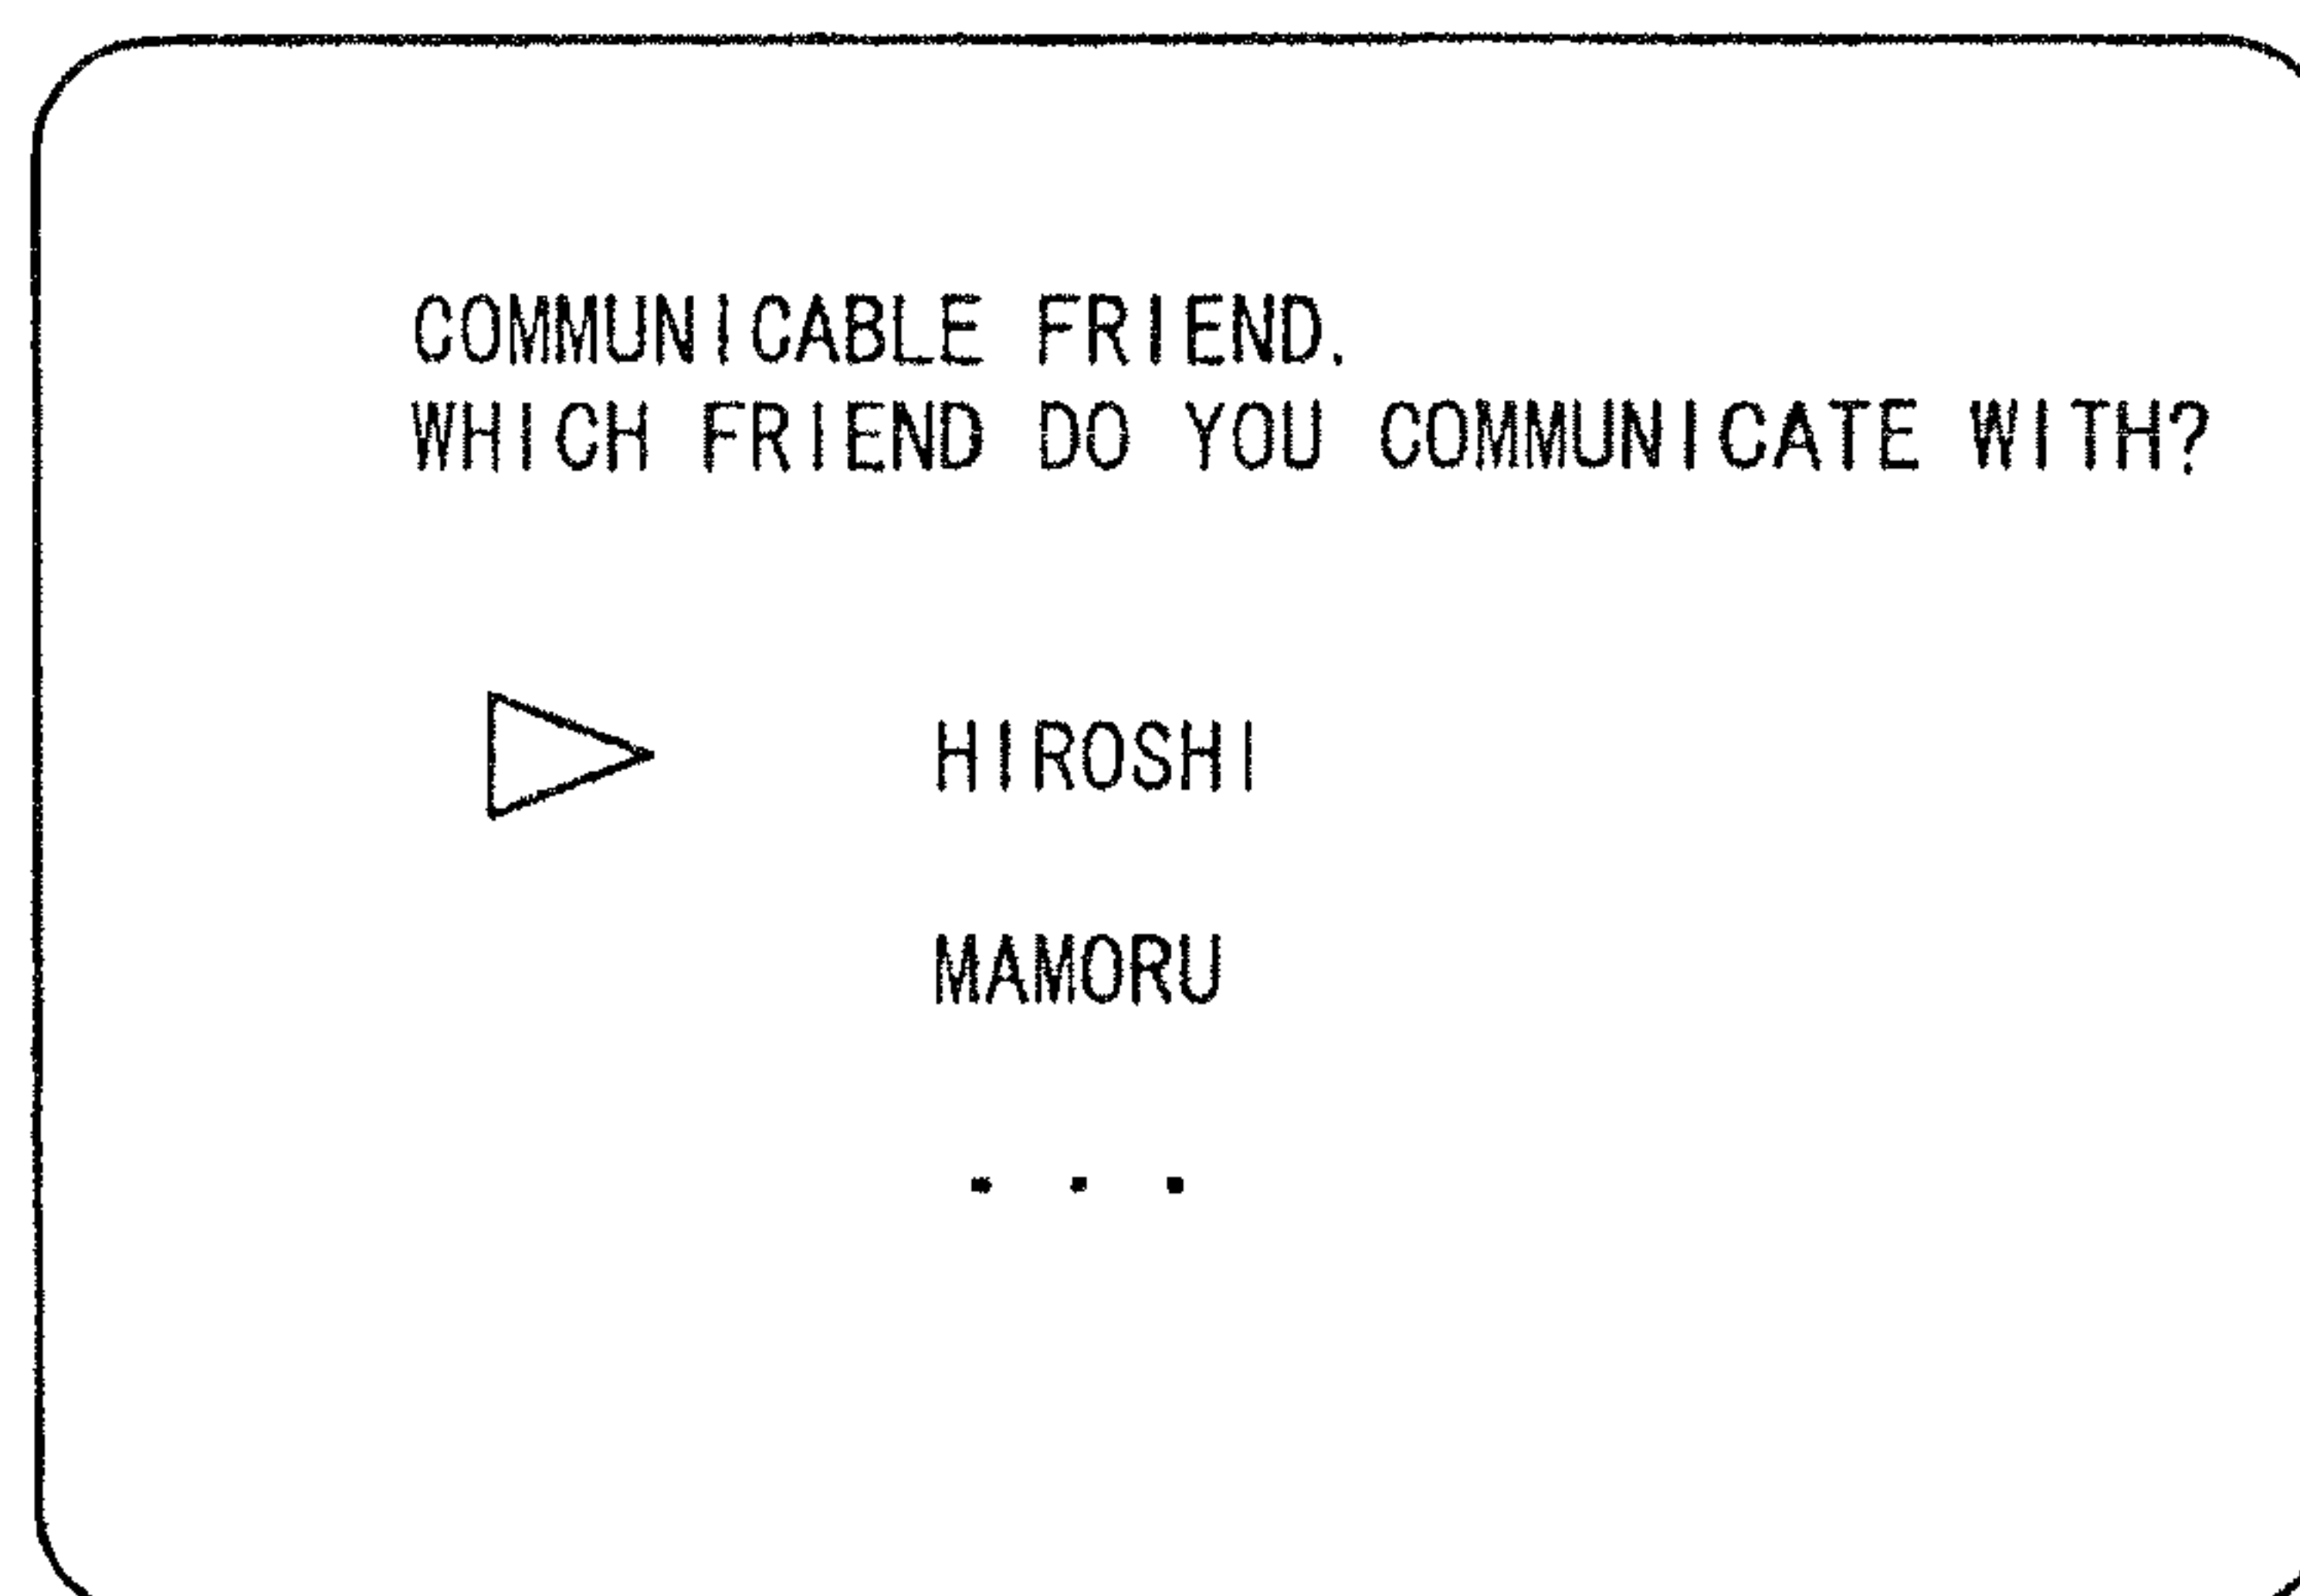 COMMUNICABLE FRIEND.
WHICH FRIEND DO YOU COMMUNICATE WITH?
HIROSHI
MAMORU
. . .